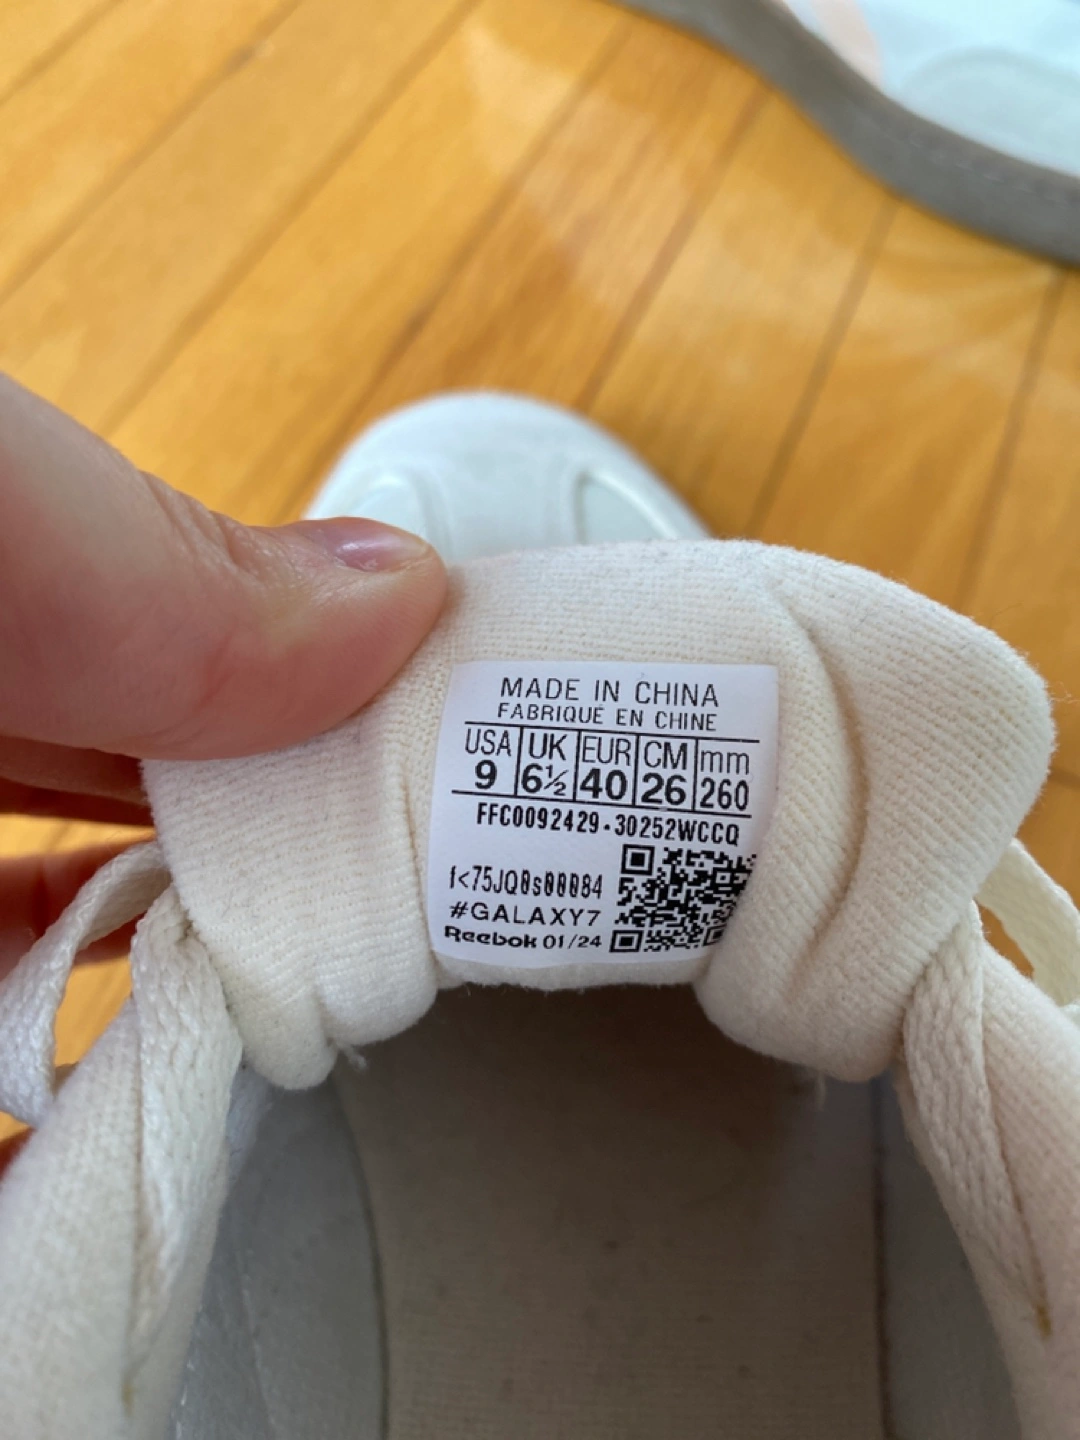 MADE IN CHINA
FABRIQUÉ EN CHINE
USA UK EUR CM mm
9 6½ 40 26 260
FFC0092429-30252WCCQ
f<75JQ0s00084
#GALAXY7
Reebok 01/24